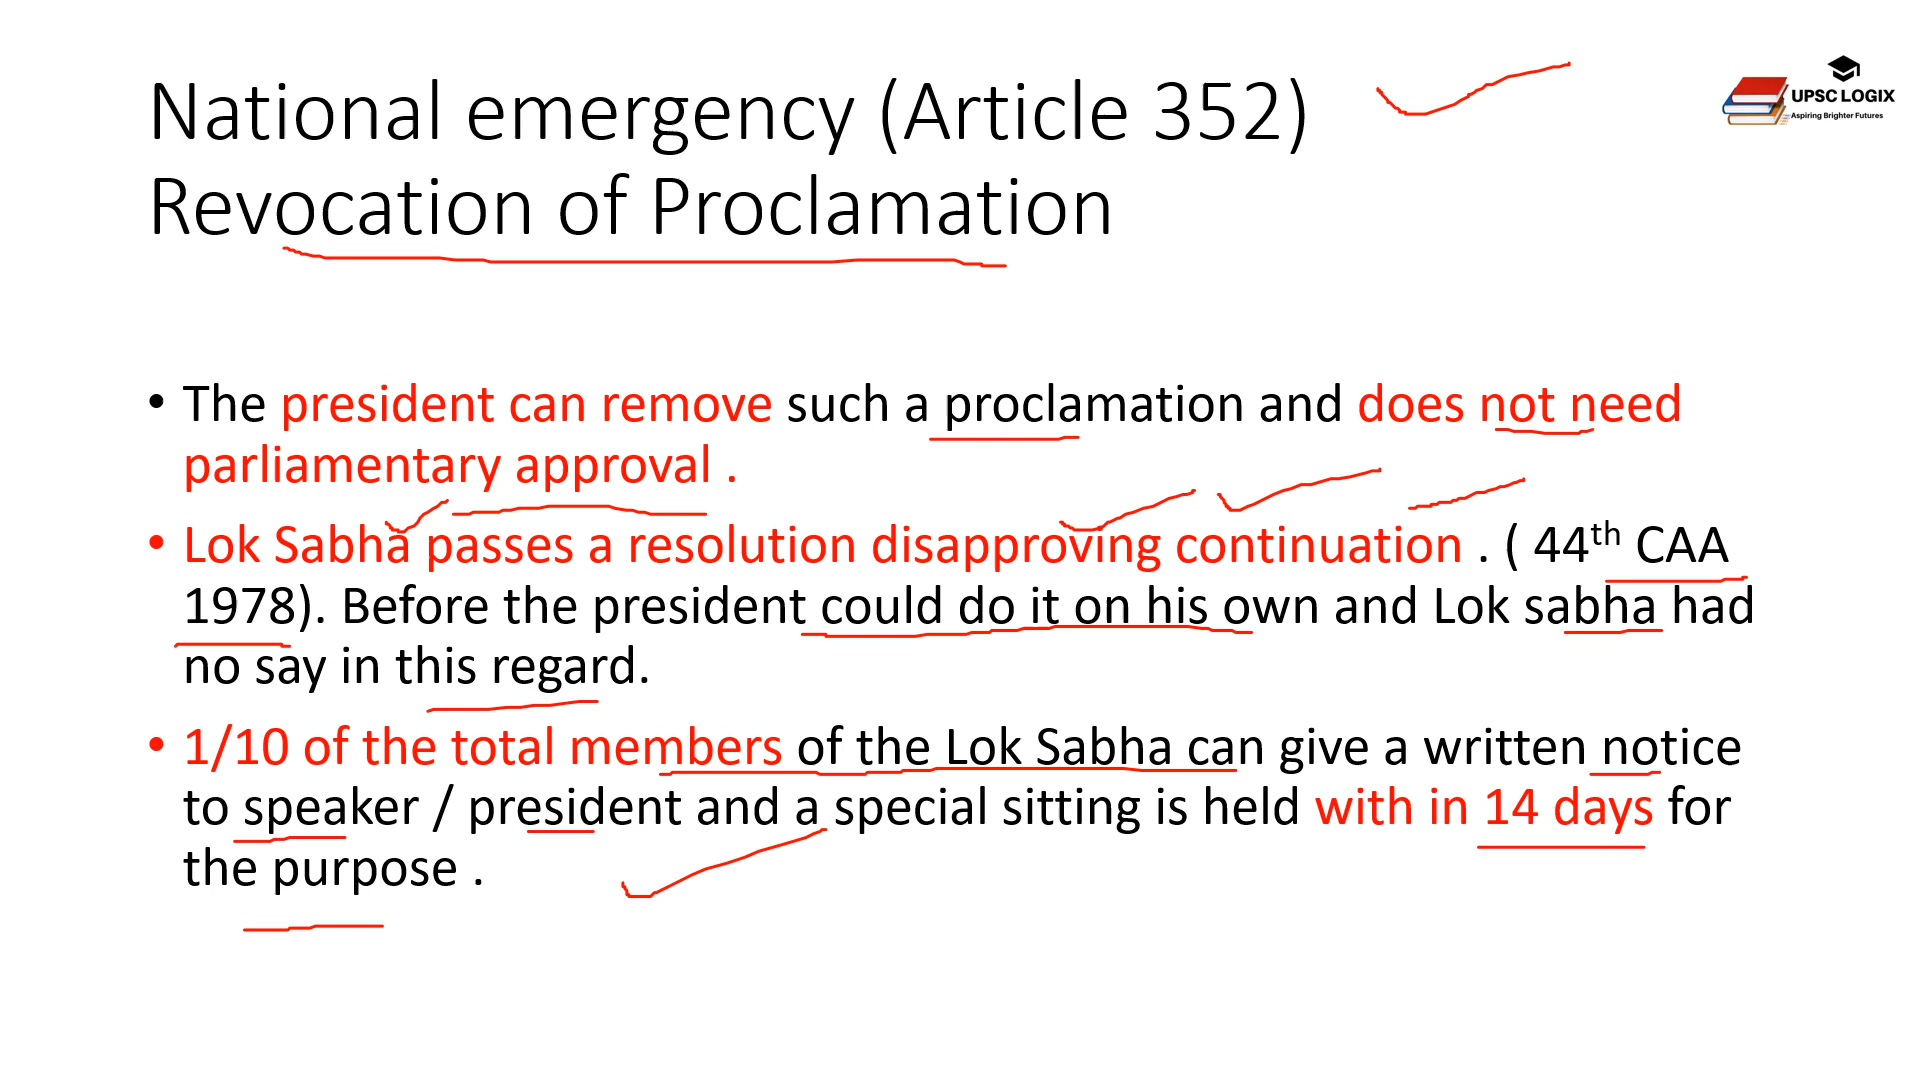 National emergency (Article 352)
Revocation of Proclamation
UPSC LOGIX
Aspiring Brighter Futures
• The president can remove such a proclamation and does not need
parliamentary approval .
• Lok Sabha passes a resolution disapproving continuation . ( 44th CAA
1978). Before the president could do it on his own and Lok sabha had
no say in this regard.
• 1/10 of the total members of the Lok Sabha can give a written notice
to speaker / president and a special sitting is held with in 14 days for
the purpose .